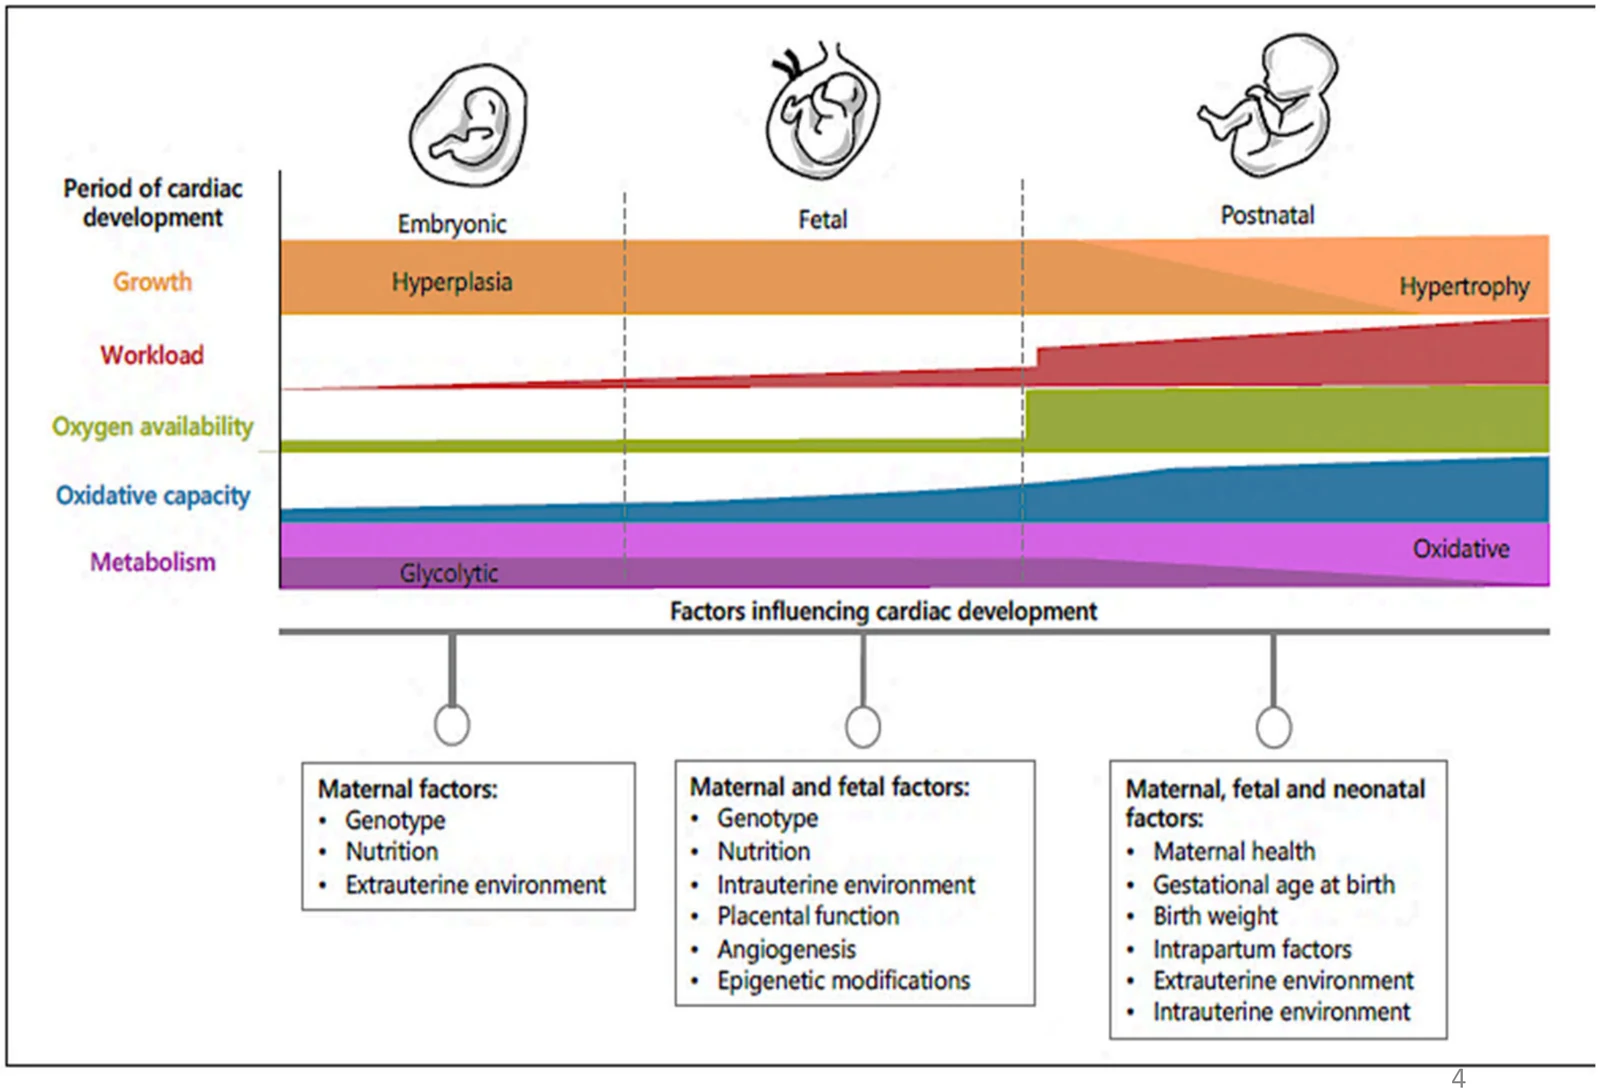 Period of cardiac
development
Embryonic
Fetal
Postnatal
Growth
Hyperplasia
Hypertrophy
Workload
Oxygen availability
Oxidative capacity
Metabolism
Oxidative
Glycolytic
Factors influencing cardiac development
Maternal factors:
• Genotype
• Nutrition
• Extrauterine environment
Maternal and fetal factors:
• Genotype
• Nutrition
• Intrauterine environment
• Placental function
• Angiogenesis
• Epigenetic modifications
Maternal, fetal and neonatal
factors:
• Maternal health
• Gestational age at birth
• Birth weight
• Intrapartum factors
• Extrauterine environment
• Intrauterine environment
4